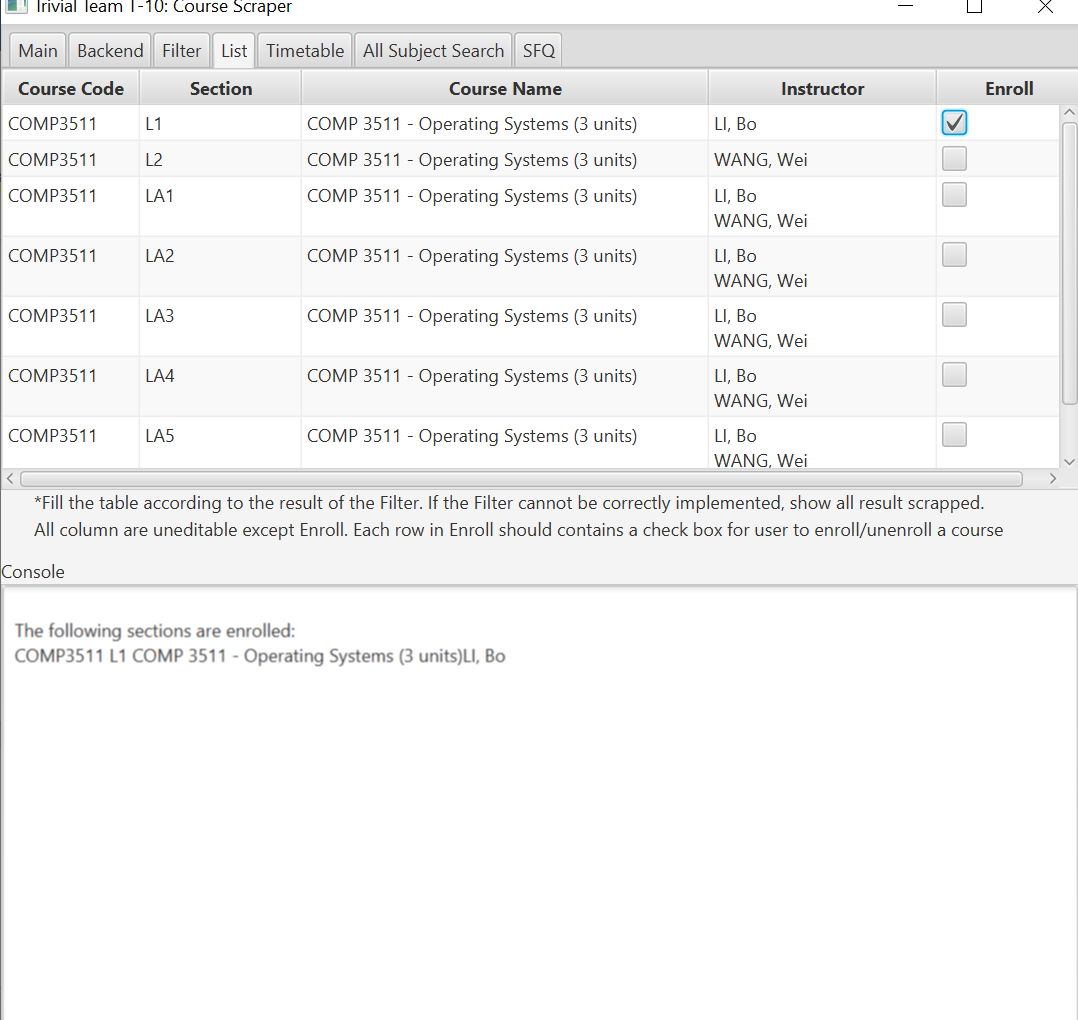 Trivial Team T-10: Course Scraper
Main Backend Filter List Timetable All Subject Search SFQ
Course Code Section Course Name Instructor Enroll
COMP3511 L1 COMP 3511 - Operating Systems (3 units) LI, Bo
COMP3511 L2 COMP 3511 - Operating Systems (3 units) WANG, Wei
COMP3511 LA1 COMP 3511 - Operating Systems (3 units) LI, Bo
WANG, Wei
COMP3511 LA2 COMP 3511 - Operating Systems (3 units) LI, Bo
WANG, Wei
COMP3511 LA3 COMP 3511 - Operating Systems (3 units) LI, Bo
WANG, Wei
COMP3511 LA4 COMP 3511 - Operating Systems (3 units) LI, Bo
WANG, Wei
COMP3511 LA5 COMP 3511 - Operating Systems (3 units) LI, Bo
WANG, Wei
*Fill the table according to the result of the Filter. If the Filter cannot be correctly implemented, show all result scrapped.
All column are uneditable except Enroll. Each row in Enroll should contains a check box for user to enroll/unenroll a course
Console
The following sections are enrolled:
COMP3511 L1 COMP 3511 - Operating Systems (3 units)LI, Bo